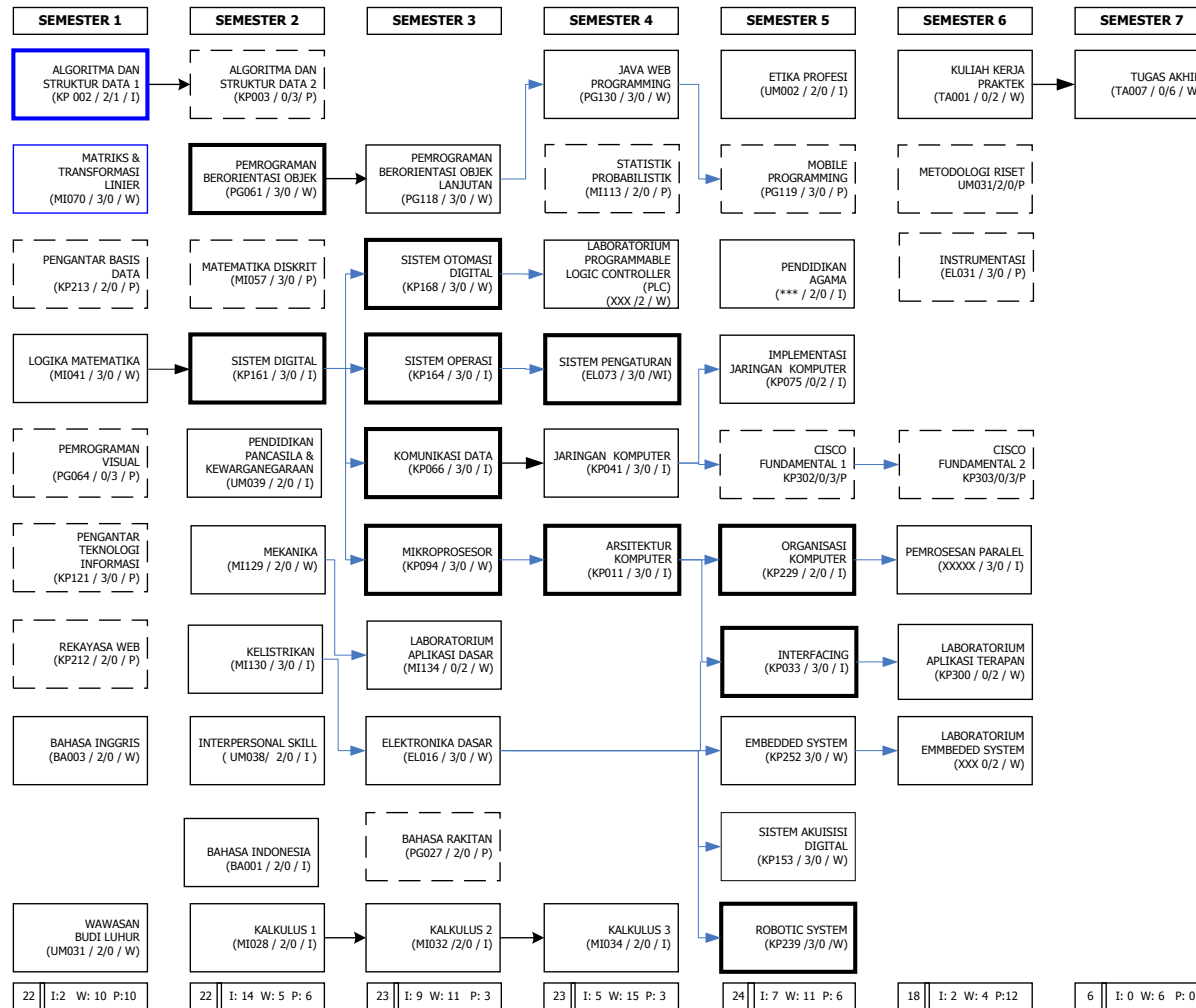 SEMESTER 1
SEMESTER 2
SEMESTER 3
SEMESTER 4
SEMESTER 5
SEMESTER 6
SEMESTER 7
ALGORITMA DAN
STRUKTUR DATA 1
(KP 002 / 2/1 / I)
ALGORITMA DAN
STRUKTUR DATA 2
(KP003 / 0/3/ P)
JAVA WEB
PROGRAMMING
(PG130 / 3/0 / W)
ETIKA PROFESI
(UM002 / 2/0 / I)
KULIAH KERJA
PRAKTEK
(TA001 / 0/2 / W)
TUGAS AKHI
(TA007 / 0/6 / W
MATRIKS &
TRANSFORMASI
LINIER
(MI070 / 3/0 / W)
PEMROGRAMAN
BERORIENTASI OBJEK
(PG061 / 3/0 / W)
PEMROGRAMAN
BERORIENTASI OBJEK
LANJUTAN
(PG118 / 3/0 / W)
STATISTIK
PROBABILISTIK
(MI113 / 2/0 / P)
MOBILE
PROGRAMMING
(PG119 / 3/0 / P)
METODOLOGI RISET
UM031/2/0/P
PENGANTAR BASIS
DATA
(KP213 / 2/0 / P)
MATEMATIKA DISKRIT
(MI057 / 3/0 / P)
SISTEM OTOMASI
DIGITAL
(KP168 / 3/0 / W)
LABORATORIUM
PROGRAMMABLE
LOGIC CONTROLLER
(PLC)
(XXX /2 / W)
PENDIDIKAN
AGAMA
(*** / 2/0 / I)
INSTRUMENTASI
(EL031 / 3/0 / P)
LOGIKA MATEMATIKA
(MI041 / 3/0 / W)
SISTEM DIGITAL
(KP161 / 3/0 / I)
SISTEM OPERASI
(KP164 / 3/0 / I)
SISTEM PENGATURAN
(EL073 / 3/0 /WI)
IMPLEMENTASI
JARINGAN KOMPUTER
(KP075 /0/2 / I)
PEMROGRAMAN
VISUAL
(PG064 / 0/3 / P)
PENDIDIKAN
PANCASILA &
KEWARGANEGARAAN
(UM039 / 2/0 / I)
KOMUNIKASI DATA
(KP066 / 3/0 / I)
JARINGAN KOMPUTER
(KP041 / 3/0 / I)
CISCO
FUNDAMENTAL 1
KP302/0/3/P
CISCO
FUNDAMENTAL 2
KP303/0/3/P
PENGANTAR
TEKNOLOGI
INFORMASI
(KP121 / 3/0 / P)
MEKANIKA
(MI129 / 2/0 / W)
MIKROPROSESOR
(KP094 / 3/0 / W)
ARSITEKTUR
KOMPUTER
(KP011 / 3/0 / I)
ORGANISASI
KOMPUTER
(KP229 / 2/0 / I)
PEMROSESAN PARALEL
(XXXXX / 3/0 / I)
REKAYASA WEB
(KP212 / 2/0 / P)
KELISTRIKAN
(MI130 / 3/0 / I)
LABORATORIUM
APLIKASI DASAR
(MI134 / 0/2 / W)
INTERFACING
(KP033 / 3/0 / I)
LABORATORIUM
APLIKASI TERAPAN
(KP300 / 0/2 / W)
BAHASA INGGRIS
(BA003 / 2/0 / W)
INTERPERSONAL SKILL
( UM038/ 2/0 / I )
ELEKTRONIKA DASAR
(EL016 / 3/0 / W)
EMBEDDED SYSTEM
(KP252 3/0 / W)
LABORATORIUM
EMMBEDED SYSTEM
(XXX 0/2 / W)
BAHASA INDONESIA
(BA001 / 2/0 / I)
BAHASA RAKITAN
(PG027 / 2/0 / P)
SISTEM AKUISISI
DIGITAL
(KP153 / 3/0 / W)
WAWASAN
BUDI LUHUR
(UM031 / 2/0 / W)
KALKULUS 1
(MI028 / 2/0 / I)
KALKULUS 2
(MI032 /2/0 / I)
KALKULUS 3
(MI034 / 2/0 / I)
ROBOTIC SYSTEM
(KP239 /3/0 /W)
22 I:2 W: 10 P:10
22 I: 14 W: 5 P: 6
23 I: 9 W: 11 P: 3
23 I: 5 W: 15 P: 3
24 I: 7 W: 11 P: 6
18 I: 2 W: 4 P:12
6 I: 0 W: 6 P: 0